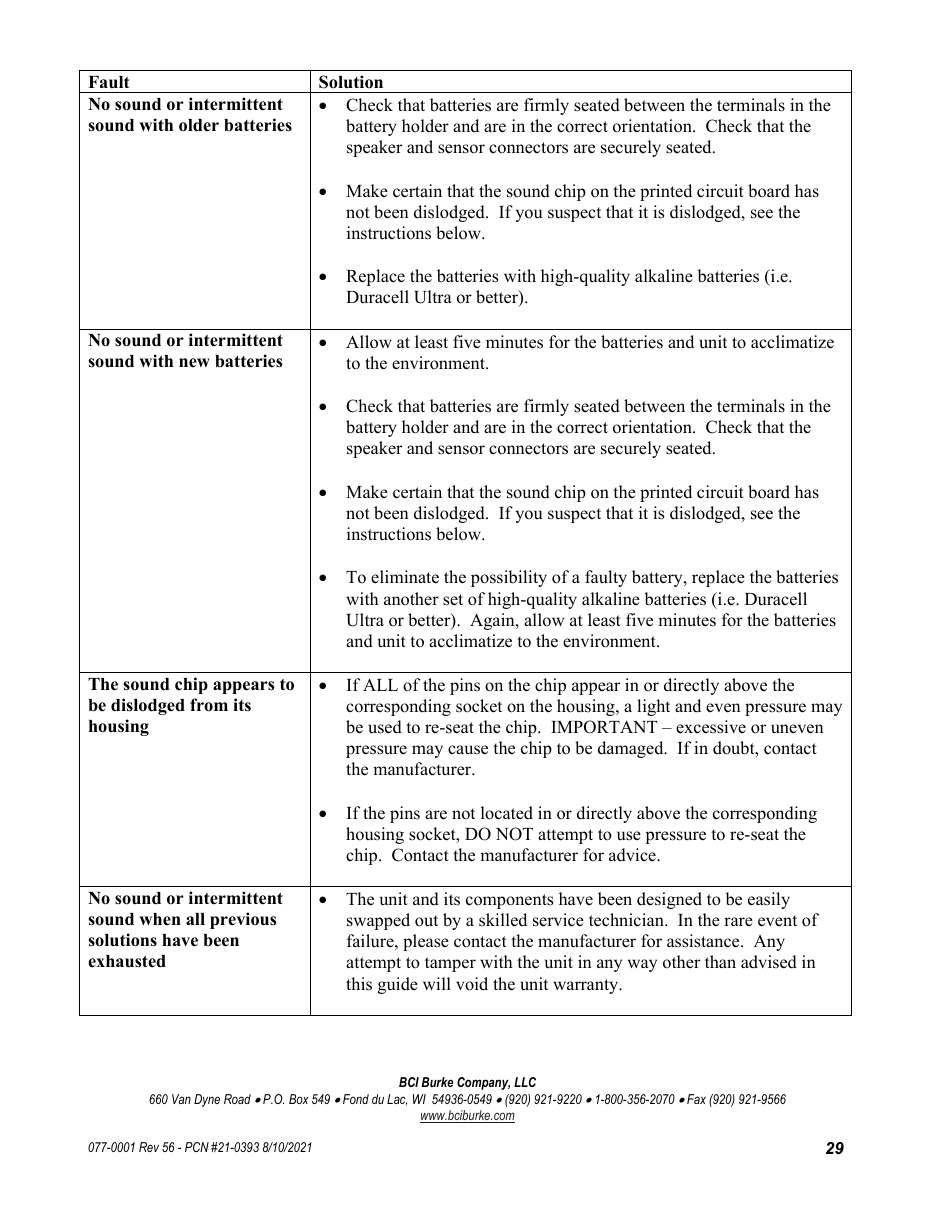 Fault
Solution
No sound or intermittent
sound with older batteries
• Check that batteries are firmly seated between the terminals in the
battery holder and are in the correct orientation.  Check that the
speaker and sensor connectors are securely seated.
• Make certain that the sound chip on the printed circuit board has
not been dislodged.  If you suspect that it is dislodged, see the
instructions below.
• Replace the batteries with high-quality alkaline batteries (i.e.
Duracell Ultra or better).
No sound or intermittent
sound with new batteries
• Allow at least five minutes for the batteries and unit to acclimatize
to the environment.
• Check that batteries are firmly seated between the terminals in the
battery holder and are in the correct orientation.  Check that the
speaker and sensor connectors are securely seated.
• Make certain that the sound chip on the printed circuit board has
not been dislodged.  If you suspect that it is dislodged, see the
instructions below.
• To eliminate the possibility of a faulty battery, replace the batteries
with another set of high-quality alkaline batteries (i.e. Duracell
Ultra or better).  Again, allow at least five minutes for the batteries
and unit to acclimatize to the environment.
The sound chip appears to
be dislodged from its
housing
• If ALL of the pins on the chip appear in or directly above the
corresponding socket on the housing, a light and even pressure may
be used to re-seat the chip.  IMPORTANT – excessive or uneven
pressure may cause the chip to be damaged.  If in doubt, contact
the manufacturer.
• If the pins are not located in or directly above the corresponding
housing socket, DO NOT attempt to use pressure to re-seat the
chip.  Contact the manufacturer for advice.
No sound or intermittent
sound when all previous
solutions have been
exhausted
• The unit and its components have been designed to be easily
swapped out by a skilled service technician.  In the rare event of
failure, please contact the manufacturer for assistance.  Any
attempt to tamper with the unit in any way other than advised in
this guide will void the unit warranty.
BCI Burke Company, LLC
660 Van Dyne Road • P.O. Box 549 • Fond du Lac, WI  54936-0549 • (920) 921-9220 • 1-800-356-2070 • Fax (920) 921-9566
www.bciburke.com
077-0001 Rev 56 - PCN #21-0393 8/10/2021
29